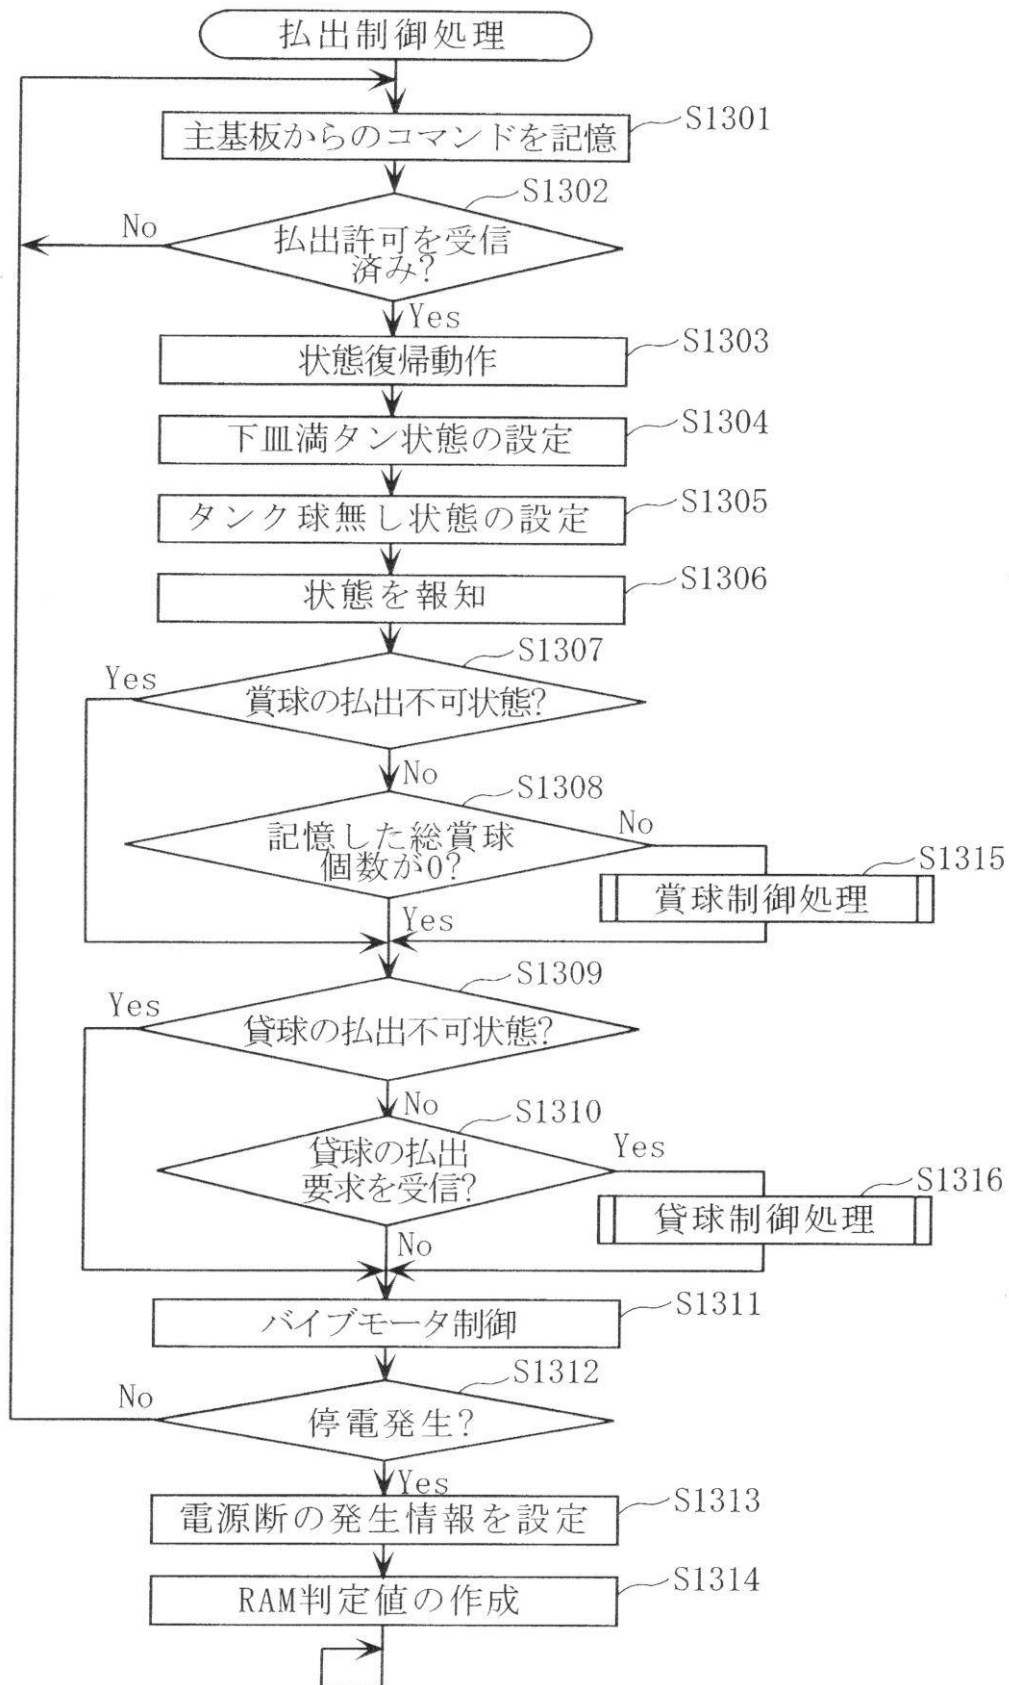 払出制御処理
S1301
主基板からのコマンドを記憶
S1302
No
払出許可を受信
済み?
Yes
S1303
状態復帰動作
S1304
下皿満タン状態の設定
S1305
タンク球無し状態の設定
S1306
状態を報知
S1307
Yes
賞球の払出不可状態?
No
S1308
No
記憶した総賞球
個数が0?
S1315
賞球制御処理
Yes
S1309
Yes
貸球の払出不可状態?
No
S1310
Yes
貸球の払出
要求を受信?
S1316
貸球制御処理
No
S1311
バイブモータ制御
S1312
No
停電発生?
Yes
S1313
電源断の発生情報を設定
S1314
RAM判定値の作成